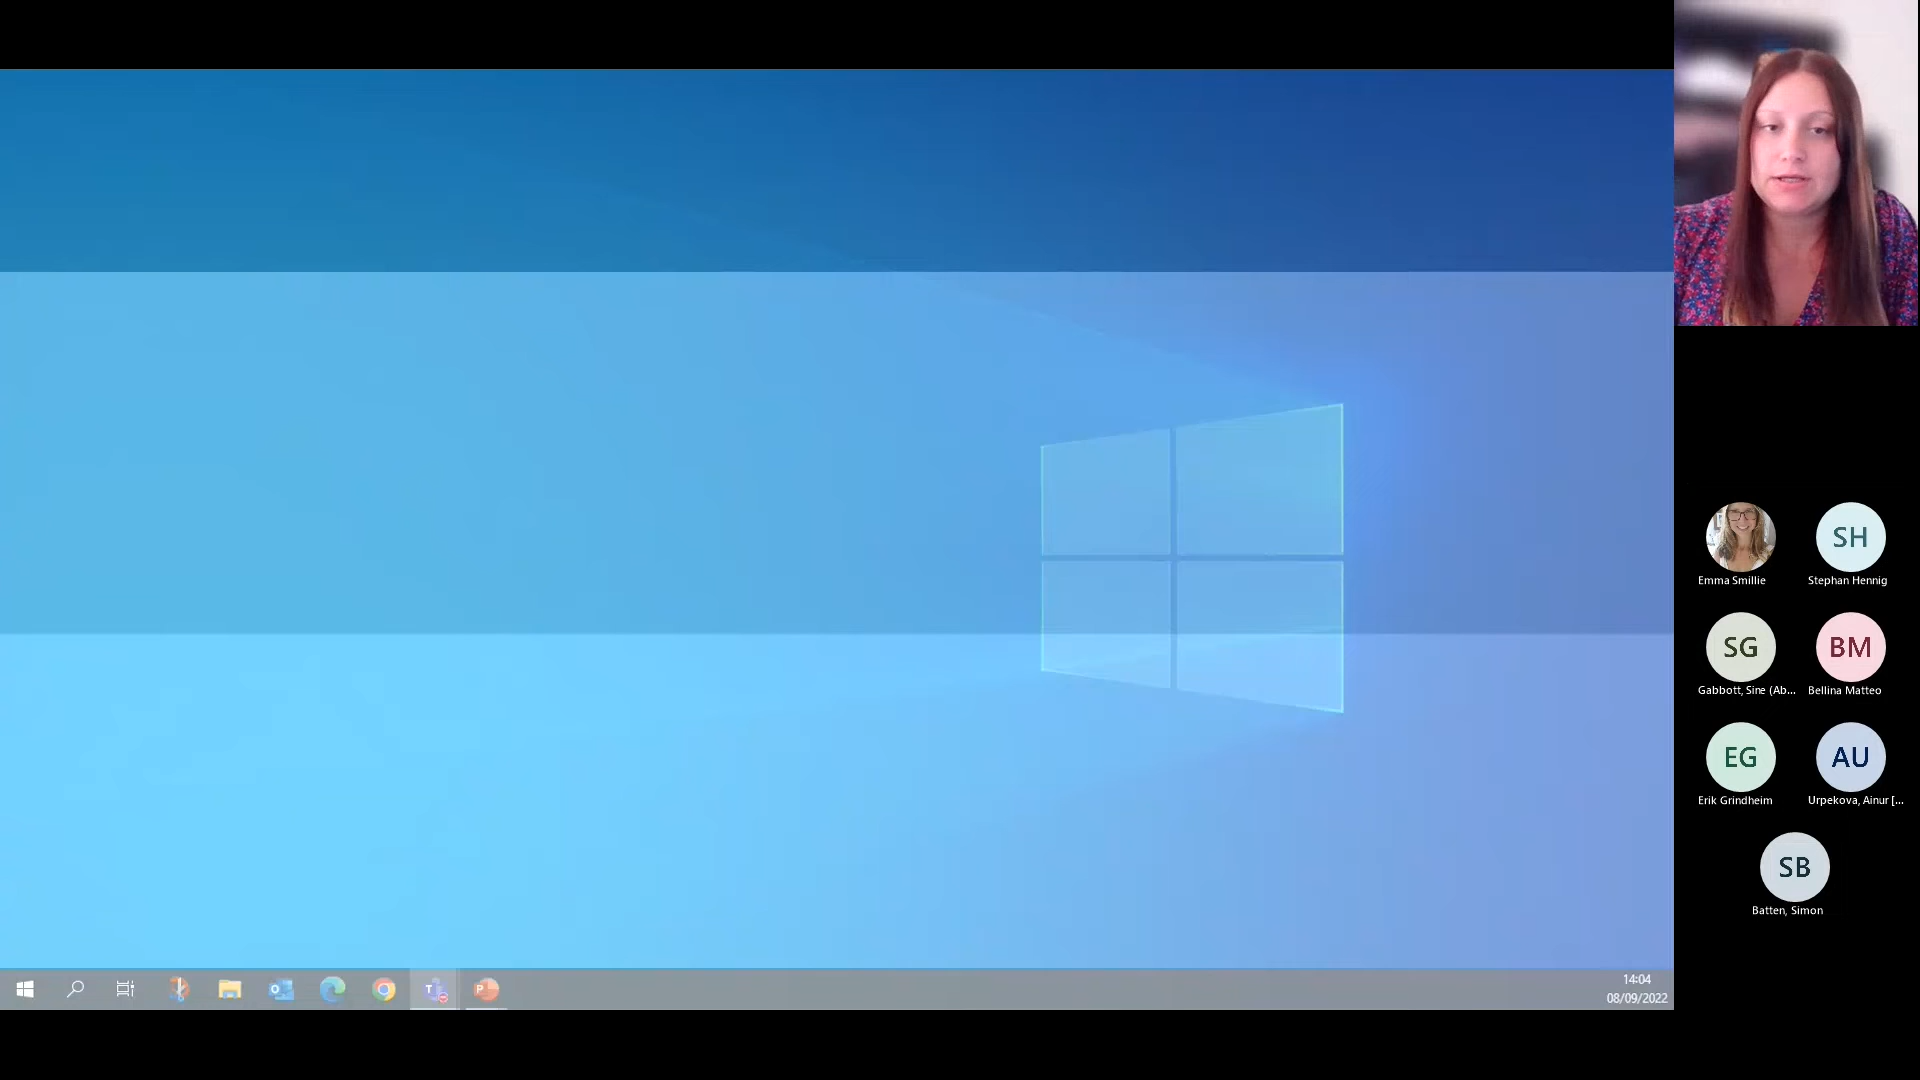 SH
Emma Smillie
Stephan Hennig
SG
BM
Gabbott, Sine (Ab...
Bellina Matteo
EG
AU
Erik Grindheim
Urpekova, Ainur [...
SB
Batten, Simon
14:04
08/09/2022